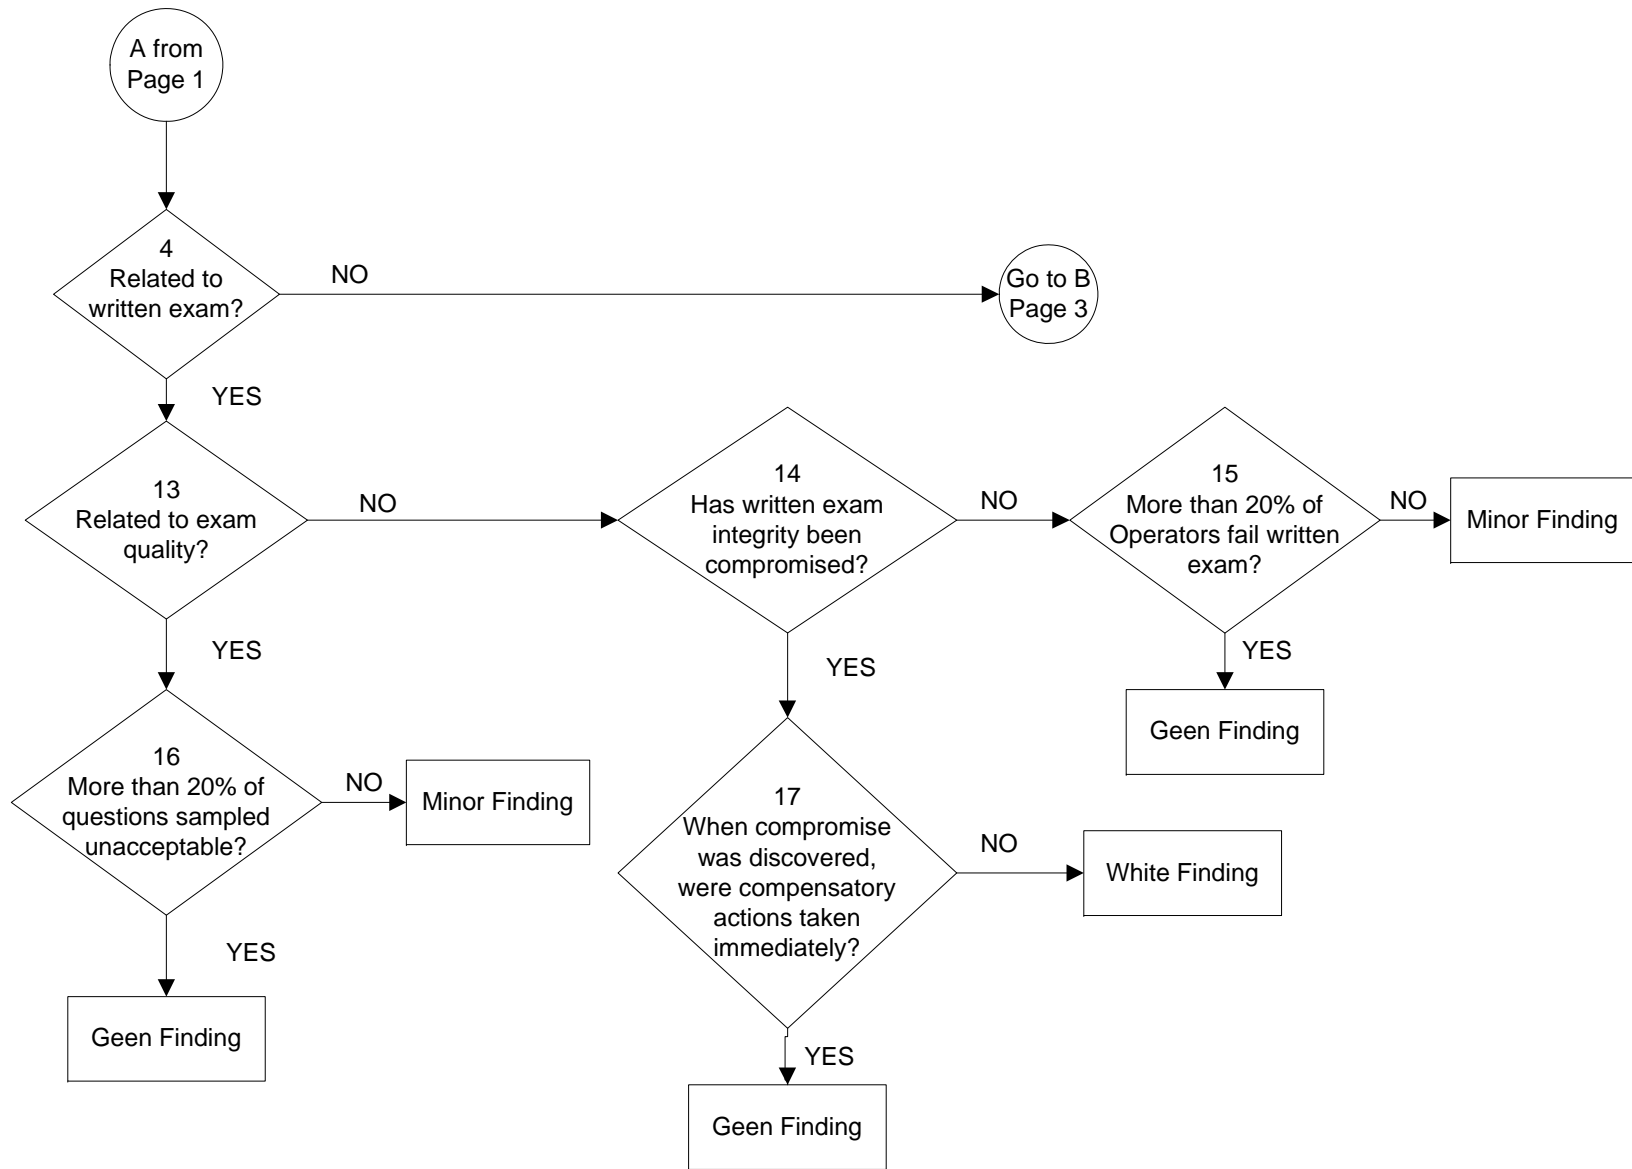 A from
Page 1
4
Related to
written exam?
NO
Go to B
Page 3
YES
13
Related to exam
quality?
NO
14
Has written exam
integrity been
compromised?
NO
15
More than 20% of
Operators fail written
exam?
NO
Minor Finding
YES
YES
YES
Geen Finding
16
More than 20% of
questions sampled
unacceptable?
NO
Minor Finding
17
When compromise
was discovered,
were compensatory
actions taken
immediately?
NO
White Finding
YES
Geen Finding
YES
Geen Finding